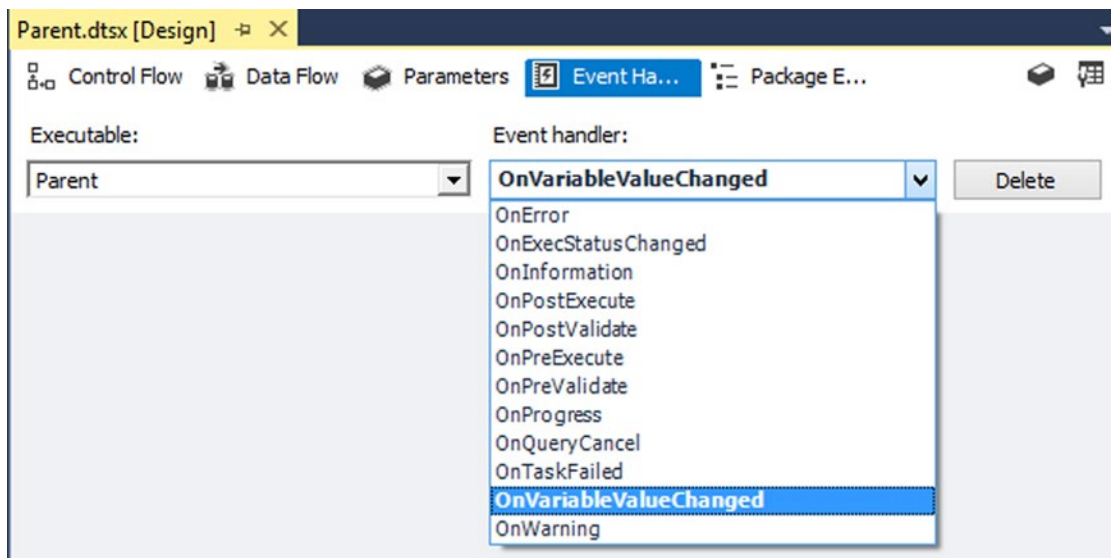 Parent.dtsx [Design]
Control Flow Data Flow Parameters Event Ha... Package E...
Executable: Event handler:
Parent OnVariableValueChanged Delete
OnError
OnExecStatusChanged
OnInformation
OnPostExecute
OnPostValidate
OnPreExecute
OnPreValidate
OnProgress
OnQueryCancel
OnTaskFailed
OnVariableValueChanged
OnWarning